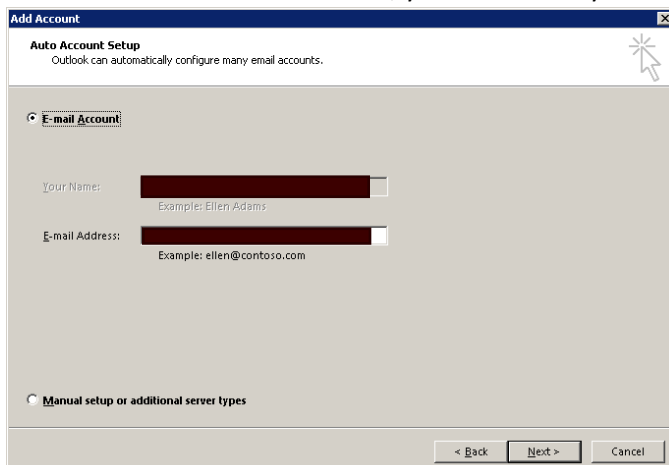 Add Account
Auto Account Setup
Outlook can automatically configure many email accounts.
E-mail Account
Your Name:
Example: Ellen Adams
E-mail Address:
Example: ellen@contoso.com
Manual setup or additional server types
< Back Next > Cancel